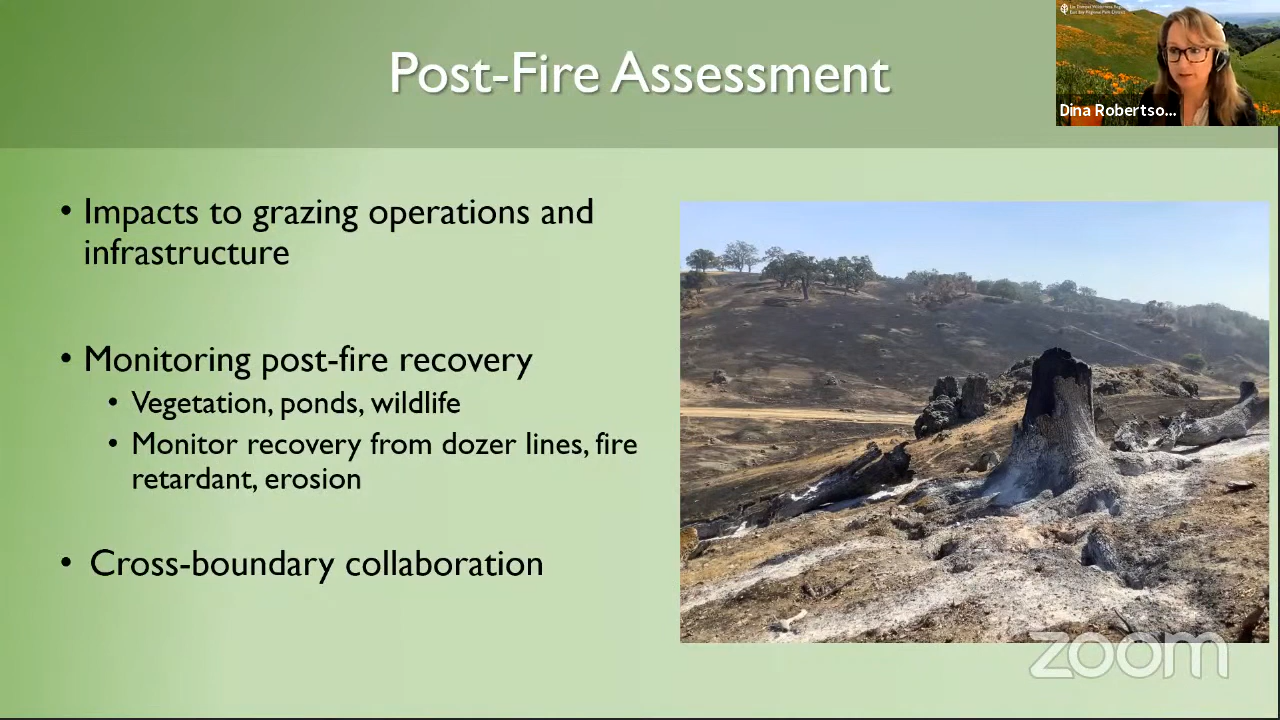 Post-Fire Assessment
Dina Robertso...
• Impacts to grazing operations and
infrastructure
• Monitoring post-fire recovery
• Vegetation, ponds, wildlife
• Monitor recovery from dozer lines, fire
retardant, erosion
• Cross-boundary collaboration
zoom